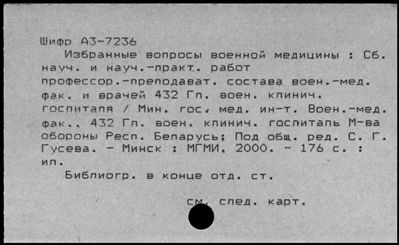 Шифр А3-7236
Избранные вопросы военной медицины : Сб.
науч. и науч.-практ. работ
профессор.-преподават. состава воен.-мед.
фак. и врачей 432 Гл. воен. клинич.
госпиталя / Мин. гос. мед. ин-т. Воен.-мед.
фак., 432 Гл. воен. клинич. госпиталь М-ва
обороны Респ. Беларусь; Под общ. ред. С. Г.
Гусева. - Минск : МГМИ, 2000. - 176 с. :
ил.
Библиогр. в конце отд. ст.
см. след. карт.